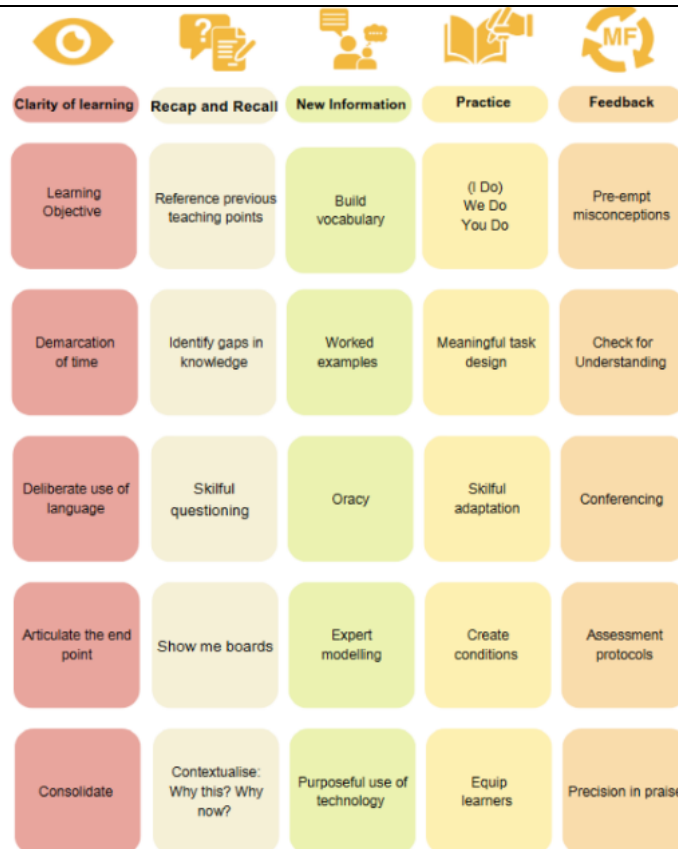 ?
MF
Clarity of learning
Recap and Recall
New Information
Practice
Feedback
Learning
Objective
Reference previous
teaching points
Build
vocabulary
(I Do)
We Do
You Do
Pre-empt
misconceptions
Demarcation
of time
Identify gaps in
knowledge
Worked
examples
Meaningful task
design
Check for
Understanding
Deliberate use of
language
Skilful
questioning
Oracy
Skilful
adaptation
Conferencing
Articulate the end
point
Show me boards
Expert
modelling
Create
conditions
Assessment
protocols
Consolidate
Contextualise:
Why this? Why
now?
Purposeful use of
technology
Equip
learners
Precision in praise